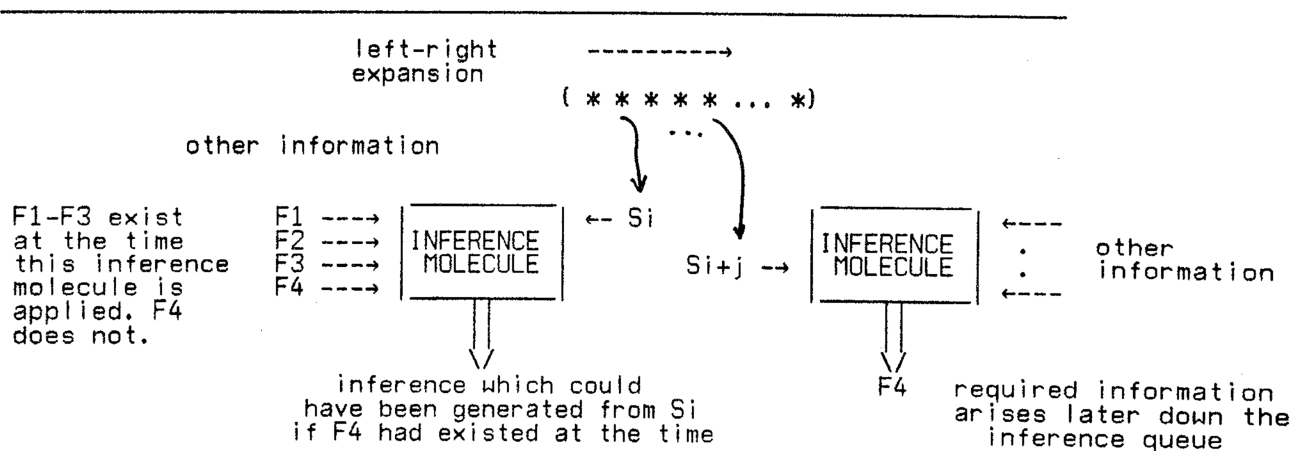 left-right ---------→
expansion
( * * * * * ... * )
...
other information
F1-F3 exist
at the time
this inference
molecule is
applied. F4
does not.
F1 ----→
F2 ----→
F3 ----→
F4 ----→
INFERENCE
MOLECULE
←-- Si
Si+j --→
INFERENCE
MOLECULE
←----
.
.
←----
other
information
inference which could
have been generated from Si
if F4 had existed at the time
F4
required information
arises later down the
inference queue